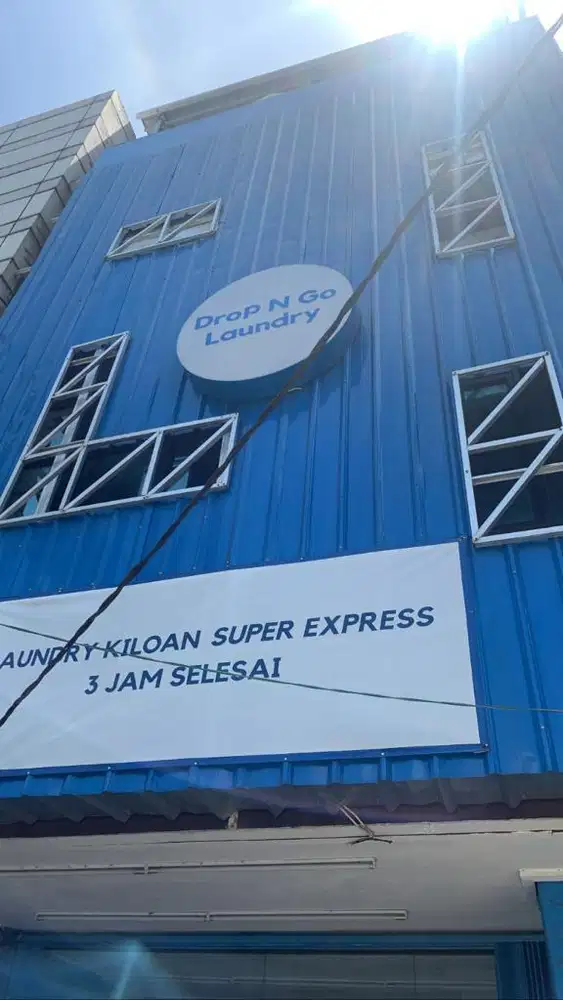 Drop N Go
Laundry
AUNDRY KILOAN SUPER EXPRESS
3 JAM SELESAI